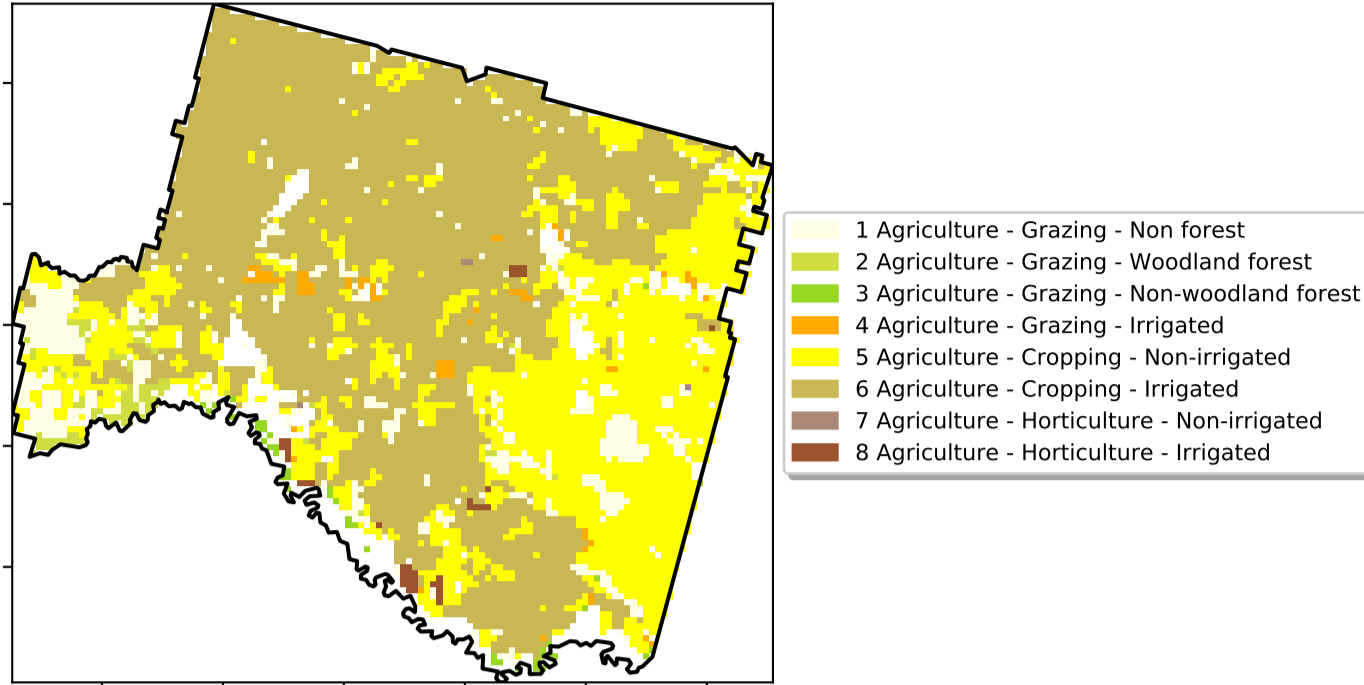 1 Agriculture - Grazing - Non forest
2 Agriculture - Grazing - Woodland forest
3 Agriculture - Grazing - Non-woodland forest
4 Agriculture - Grazing - Irrigated
5 Agriculture - Cropping - Non-irrigated
6 Agriculture - Cropping - Irrigated
7 Agriculture - Horticulture - Non-irrigated
8 Agriculture - Horticulture - Irrigated